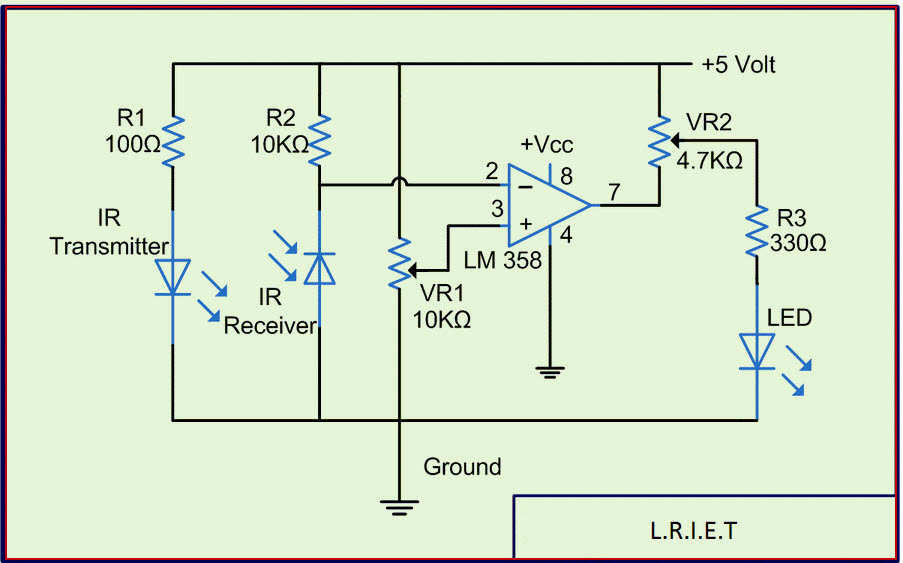 +5 Volt
R1
100Ω
R2
10KΩ
VR2
4.7KΩ
+Vcc
8
2
−
7
3
+
4
LM 358
IR
Transmitter
R3
330Ω
IR
Receiver
VR1
10KΩ
LED
Ground
L.R.I.E.T